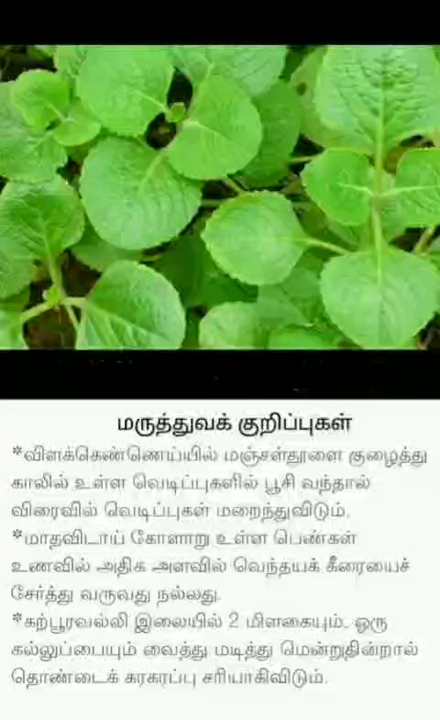 மருத்துவக் குறிப்புகள்
*விளக்கெண்ணெய்யில் மஞ்சள்தூளை குழைத்து
காலில் உள்ள வெடிப்புகளில் பூசி வந்தால்
விரைவில் வெடிப்புகள் மறைந்துவிடும்.
*மாதவிடாய் கோளாறு உள்ள பெண்கள்
உணவில் அதிக அளவில் வெந்தயக் கீரையைச்
சேர்த்து வருவது நல்லது.
*கற்பூரவல்லி இலையில் 2 மிளகையும், ஒரு
கல்லுப்பையும் வைத்து மடித்து மென்றுதின்றால்
தொண்டைக் கரகரப்பு சரியாகிவிடும்.